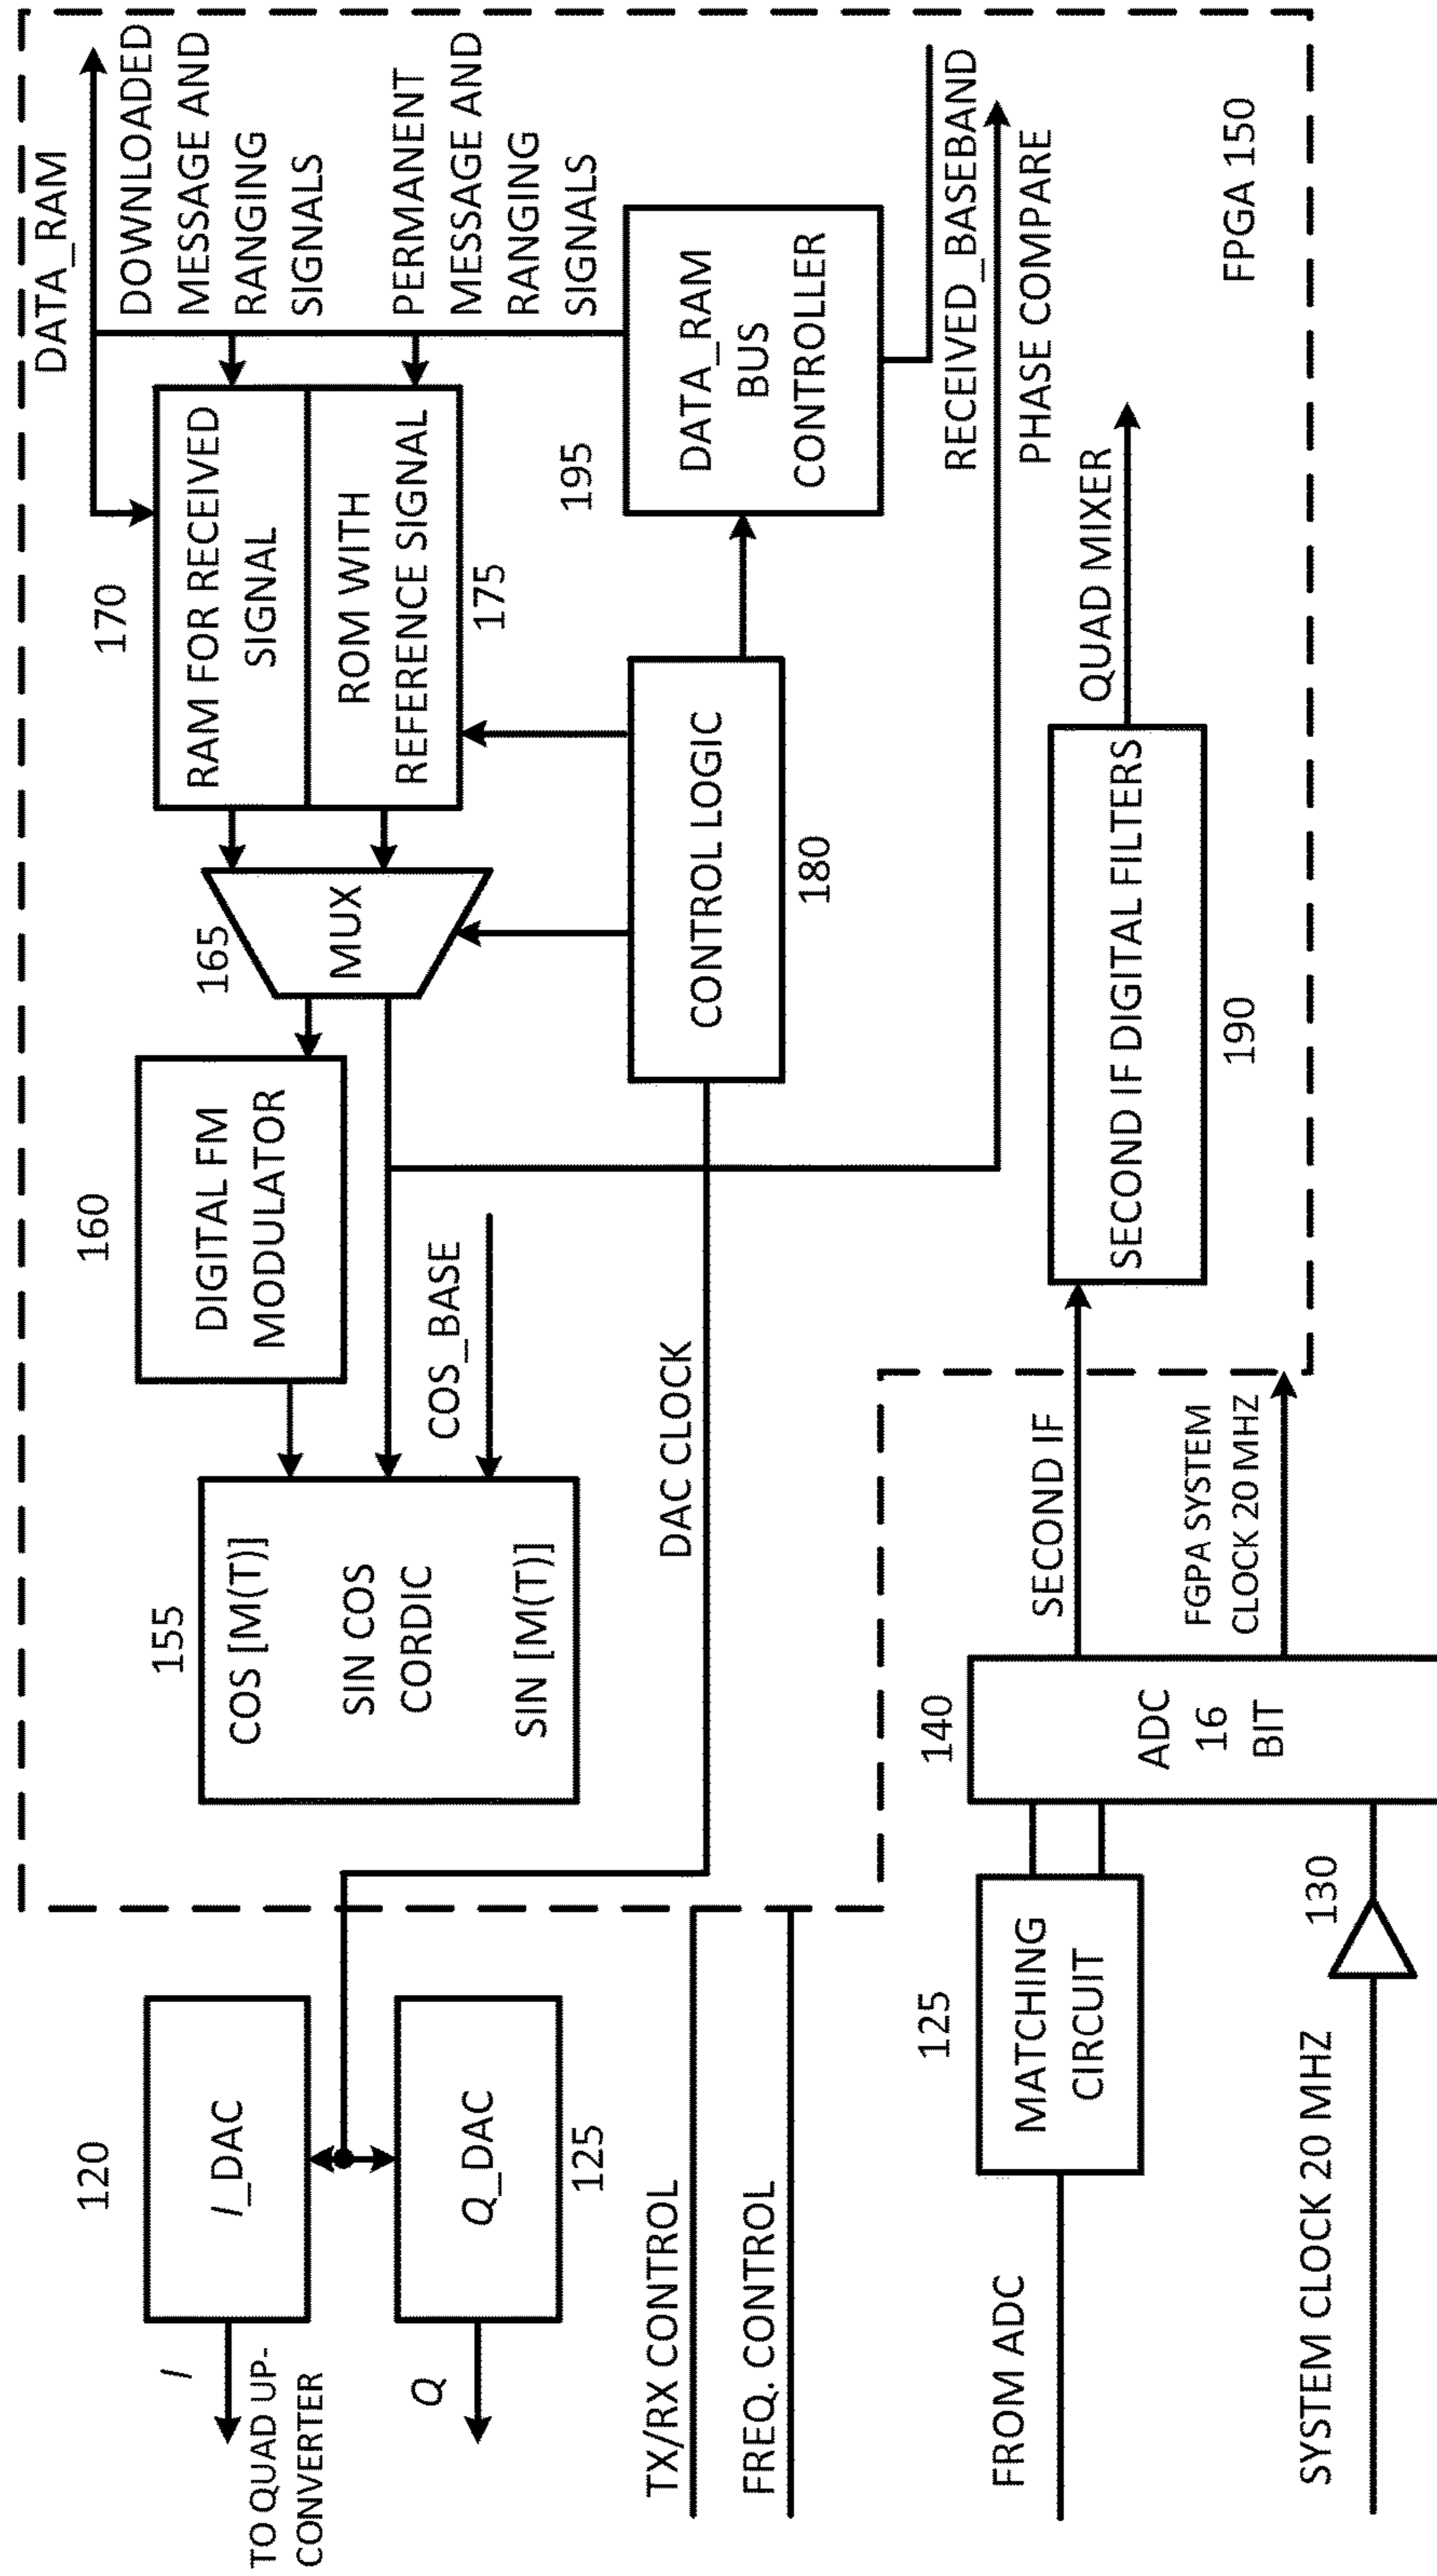 120
I_DAC
I
TO QUAD UP-
CONVERTER
Q_DAC
125
Q
TX/RX CONTROL
FREQ. CONTROL
155
COS [M(T)]
SIN COS
CORDIC
SIN [M(T)]
160
DIGITAL FM
MODULATOR
COS_BASE
DAC CLOCK
165
MUX
170
RAM FOR RECEIVED
SIGNAL
ROM WITH
REFERENCE SIGNAL
175
CONTROL LOGIC
180
DATA_RAM
DOWNLOADED
MESSAGE AND
RANGING
SIGNALS
PERMANENT
MESSAGE AND
RANGING
SIGNALS
195
DATA_RAM
BUS
CONTROLLER
RECEIVED_BASEBAND
PHASE COMPARE
FROM ADC
125
MATCHING
CIRCUIT
SYSTEM CLOCK 20 MHZ
130
140
ADC
16
BIT
SECOND IF
FGPA SYSTEM
CLOCK 20 MHZ
SECOND IF DIGITAL FILTERS
190
QUAD MIXER
FPGA 150